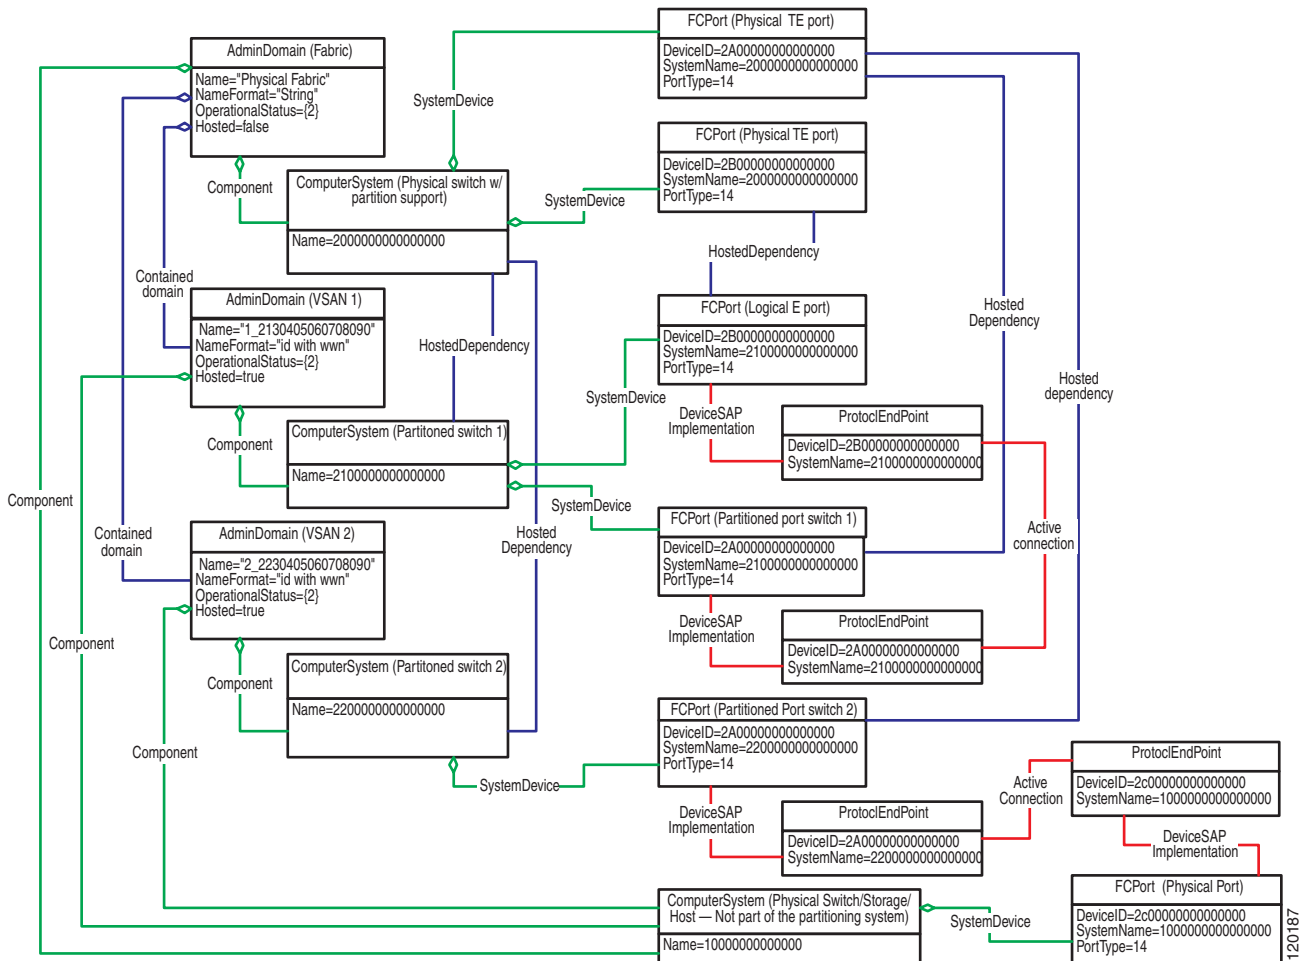 FCPort (Physical  TE port)
DeviceID=2A00000000000000
SystemName=2000000000000000
PortType=14
AdminDomain (Fabric)
Name="Physical Fabric"
NameFormat="String"
OperationalStatus={2}
Hosted=false
SystemDevice
FCPort (Physical TE port)
DeviceID=2B00000000000000
SystemName=2000000000000000
PortType=14
Component
ComputerSystem (Physical switch w/
partition support)
Name=2000000000000000
SystemDevice
HostedDependency
Contained
domain
AdminDomain (VSAN 1)
Name="1_2130405060708090"
NameFormat="id with wwn"
OperationalStatus={2}
Hosted=true
HostedDependency
FCPort (Logical E port)
DeviceID=2B00000000000000
SystemName=2100000000000000
PortType=14
Hosted
Dependency
Hosted
dependency
SystemDevice
DeviceSAP
Implementation
ProtoclEndPoint
DeviceID=2B00000000000000
SystemName=2100000000000000
Component
ComputerSystem (Partitoned switch 1)
Name=2100000000000000
Component
SystemDevice
FCPort (Partitioned port switch 1)
DeviceID=2A00000000000000
SystemName=2100000000000000
PortType=14
Active
connection
Contained
domain
AdminDomain (VSAN 2)
Name="2_2230405060708090"
NameFormat="id with wwn"
OperationalStatus={2}
Hosted=true
Hosted
Dependency
DeviceSAP
Implementation
ProtoclEndPoint
DeviceID=2A00000000000000
SystemName=2100000000000000
Component
Component
ComputerSystem (Partitoned switch 2)
Name=2200000000000000
FCPort (Partitioned Port switch 2)
DeviceID=2A00000000000000
SystemName=2200000000000000
PortType=14
Component
SystemDevice
DeviceSAP
Implementation
ProtoclEndPoint
DeviceID=2A00000000000000
SystemName=2200000000000000
Active
Connection
ProtoclEndPoint
DeviceID=2c00000000000000
SystemName=1000000000000000
DeviceSAP
Implementation
ComputerSystem (Physical Switch/Storage/
Host — Not part of the partitioning system)
Name=10000000000000
SystemDevice
FCPort  (Physical Port)
DeviceID=2c00000000000000
SystemName=1000000000000000
PortType=14
120187